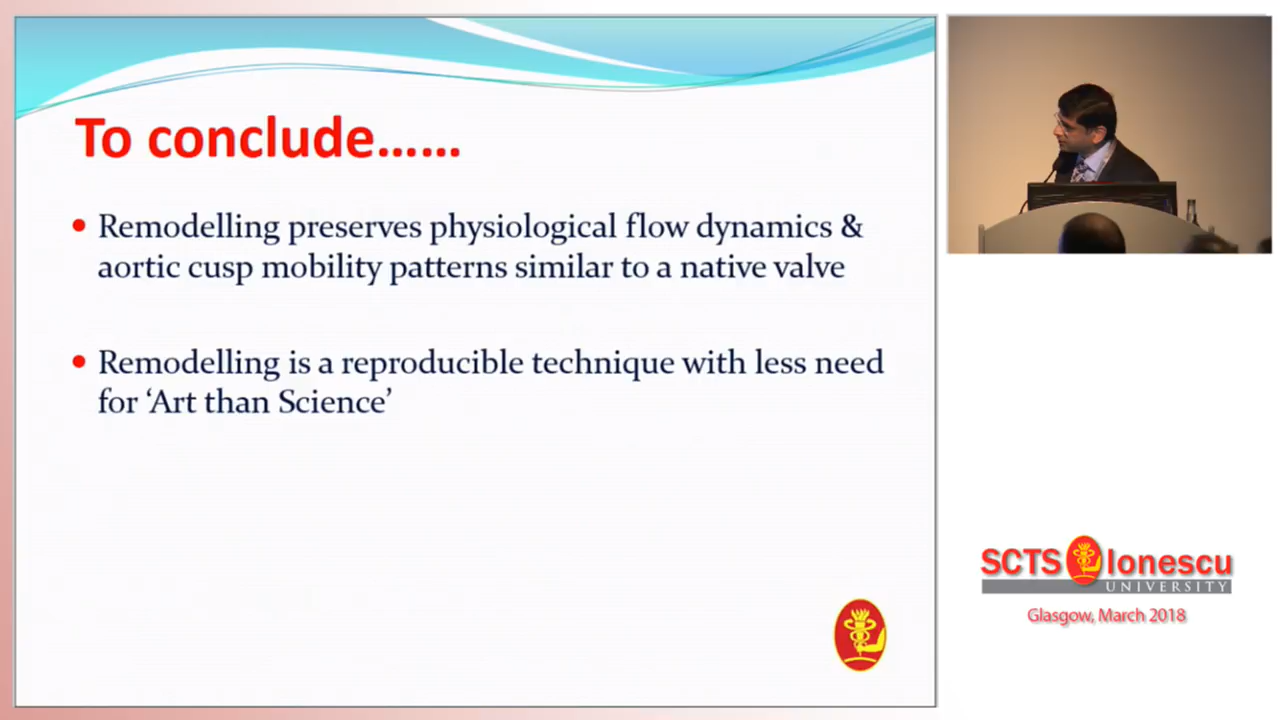 To conclude......
• Remodelling preserves physiological flow dynamics &
aortic cusp mobility patterns similar to a native valve
• Remodelling is a reproducible technique with less need
for ‘Art than Science’
SCTS Ionescu
UNIVERSITY
Glasgow, March 2018